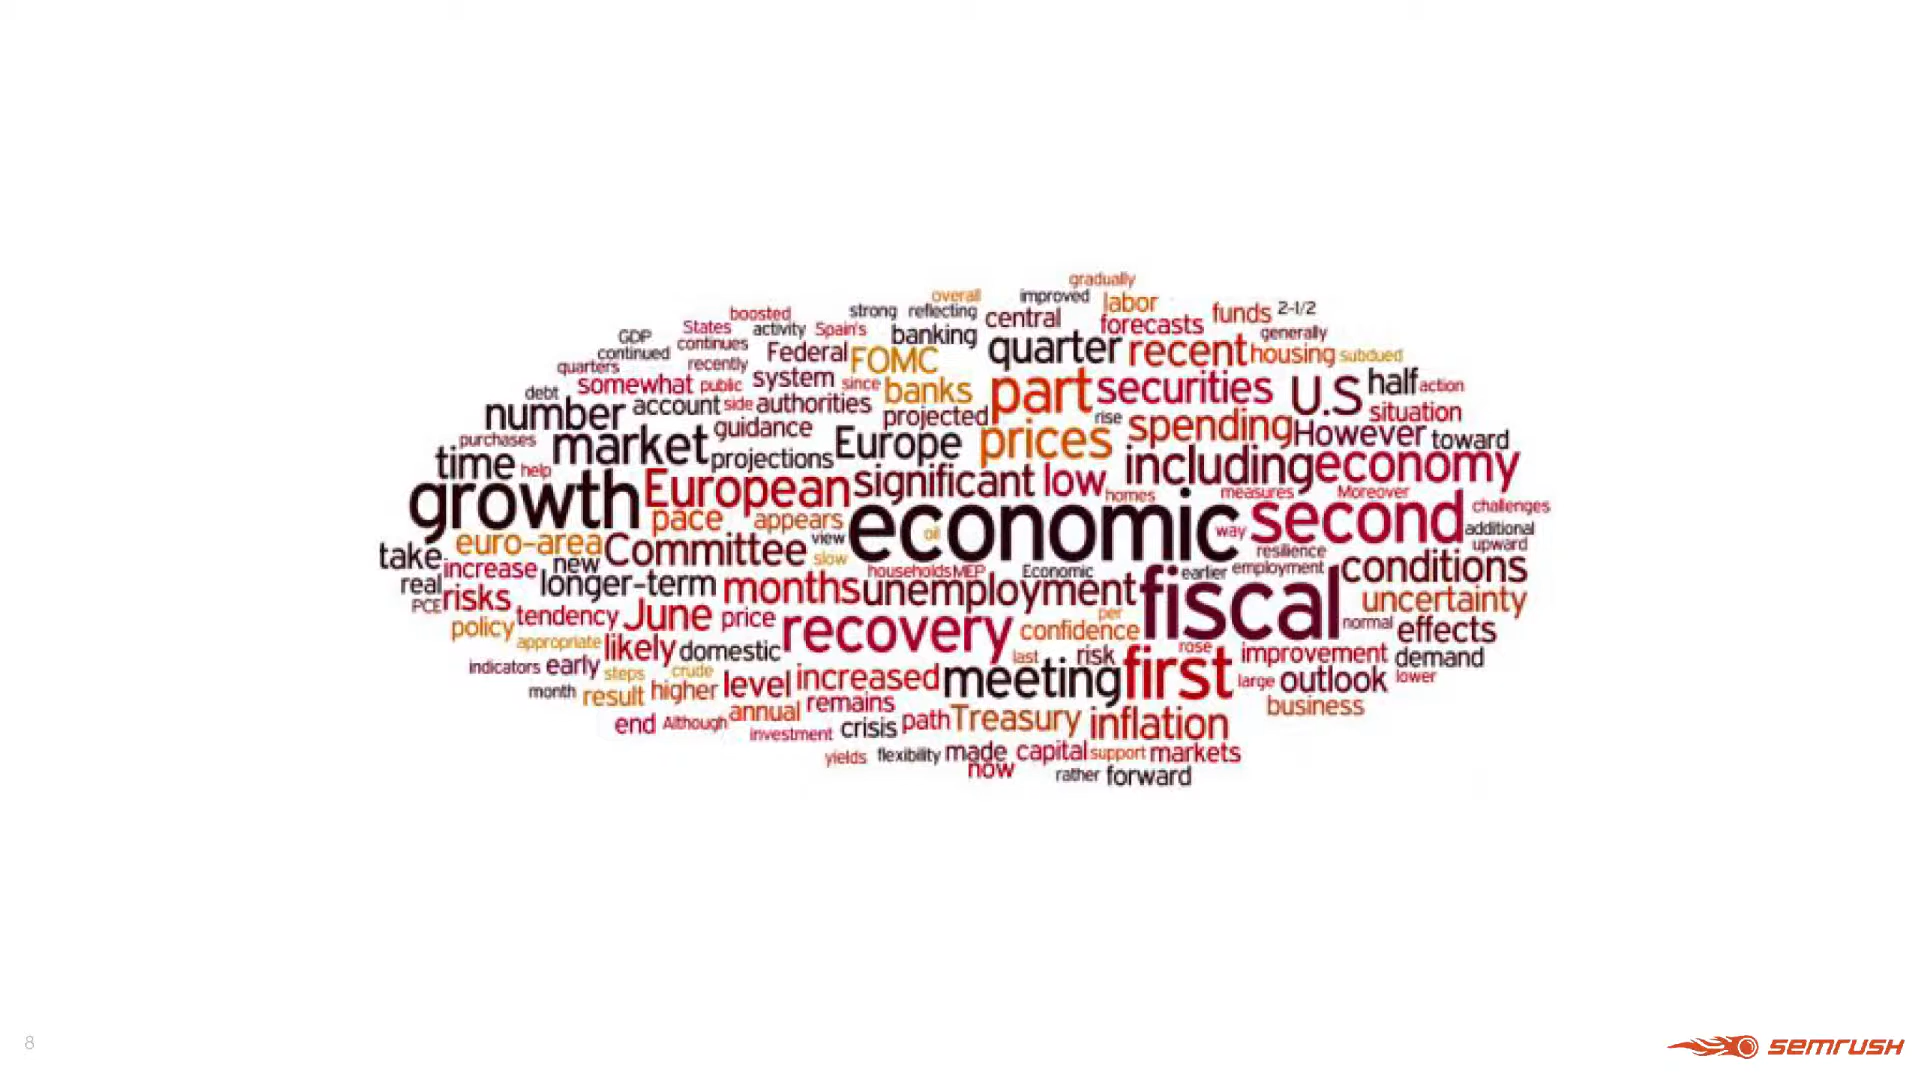 gradually
overall improved labor
boosted strong reflecting central funds 2-1/2
States activity Spain's banking forecasts generally
GDP continues Federal FOMC quarter recent housing subdued
continued recently
quarters somewhat public system since banks part securities U.S half action
debt number account side authorities projected rise spending situation
purchases market guidance Europe prices However toward
time help projections significant low including economy
growth European homes measures Moreover challenges
pace appears economic way second additional
euro-area Committee view oil upward
take increase new slow households MEP Economic earlier resilience employment conditions
real longer-term months unemployment fiscal uncertainty
PCE risks tendency June price recovery per normal effects
policy appropriate likely domestic confidence rose improvement demand
indicators early steps crude last risk first large outlook lower
month result higher level increased meeting business
end Although annual remains crisis path Treasury inflation
investment
yields flexibility made capital support markets
now rather forward
8
semrush